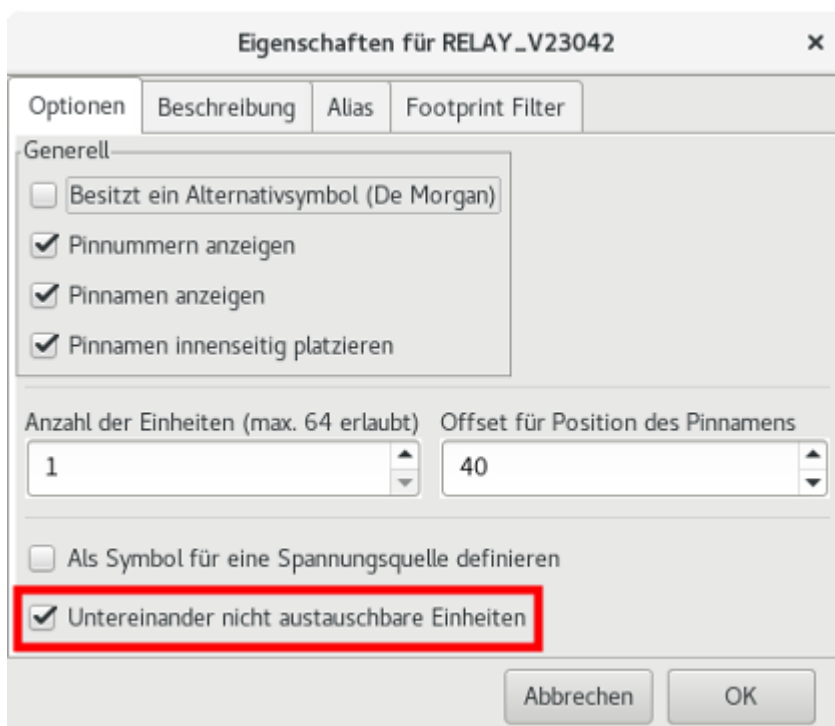 Eigenschaften für RELAY_V23042
Optionen Beschreibung Alias Footprint Filter
Generell
Besitzt ein Alternativsymbol (De Morgan)
Pinnummern anzeigen
Pinnamen anzeigen
Pinnamen innenseitig platzieren
Anzahl der Einheiten (max. 64 erlaubt) Offset für Position des Pinnamens
1 40
Als Symbol für eine Spannungsquelle definieren
Untereinander nicht austauschbare Einheiten
Abbrechen OK